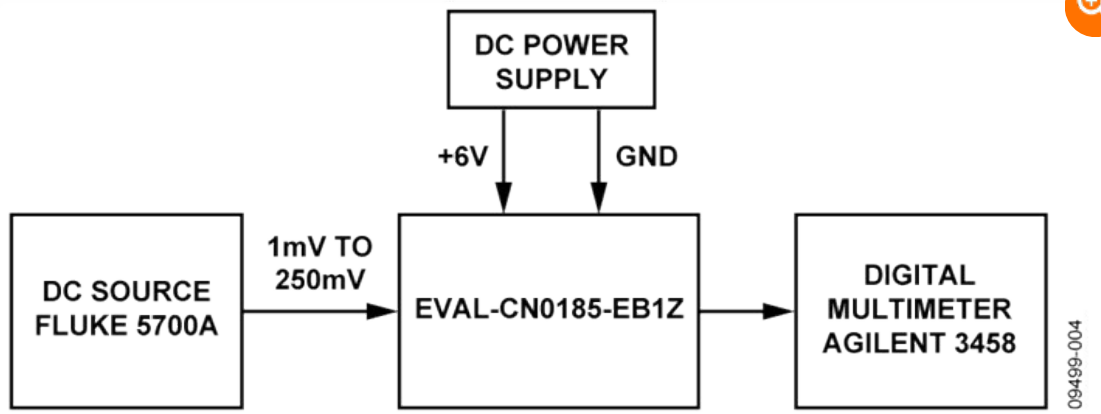 DC POWER
SUPPLY
+6V
GND
1mV TO
250mV
DC SOURCE
FLUKE 5700A
EVAL-CN0185-EB1Z
DIGITAL
MULTIMETER
AGILENT 3458
09499-004